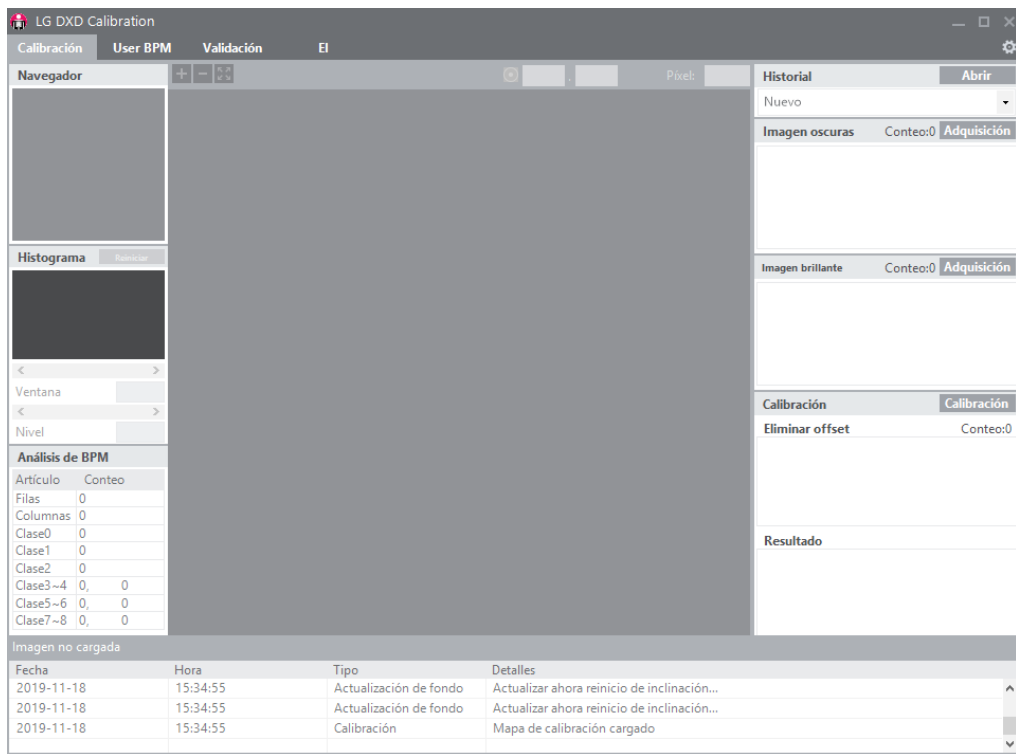 LG DXD Calibration
Calibración User BPM Validación EI
Navegador
Píxel:
Historial Abrir
Nuevo
Imagen oscuras Conteo:0 Adquisición
Histograma Reiniciar
Imagen brillante Conteo:0 Adquisición
Ventana
Nivel
Calibración Calibración
Eliminar offset Conteo:0
Análisis de BPM
Artículo Conteo
Filas 0
Columnas 0
Clase0 0
Clase1 0
Clase2 0
Clase3~4 0, 0
Clase5~6 0, 0
Clase7~8 0, 0
Resultado
Imagen no cargada
Fecha Hora Tipo Detalles
2019-11-18 15:34:55 Actualización de fondo Actualizar ahora reinicio de inclinación...
2019-11-18 15:34:55 Actualización de fondo Actualizar ahora reinicio de inclinación...
2019-11-18 15:34:55 Calibración Mapa de calibración cargado